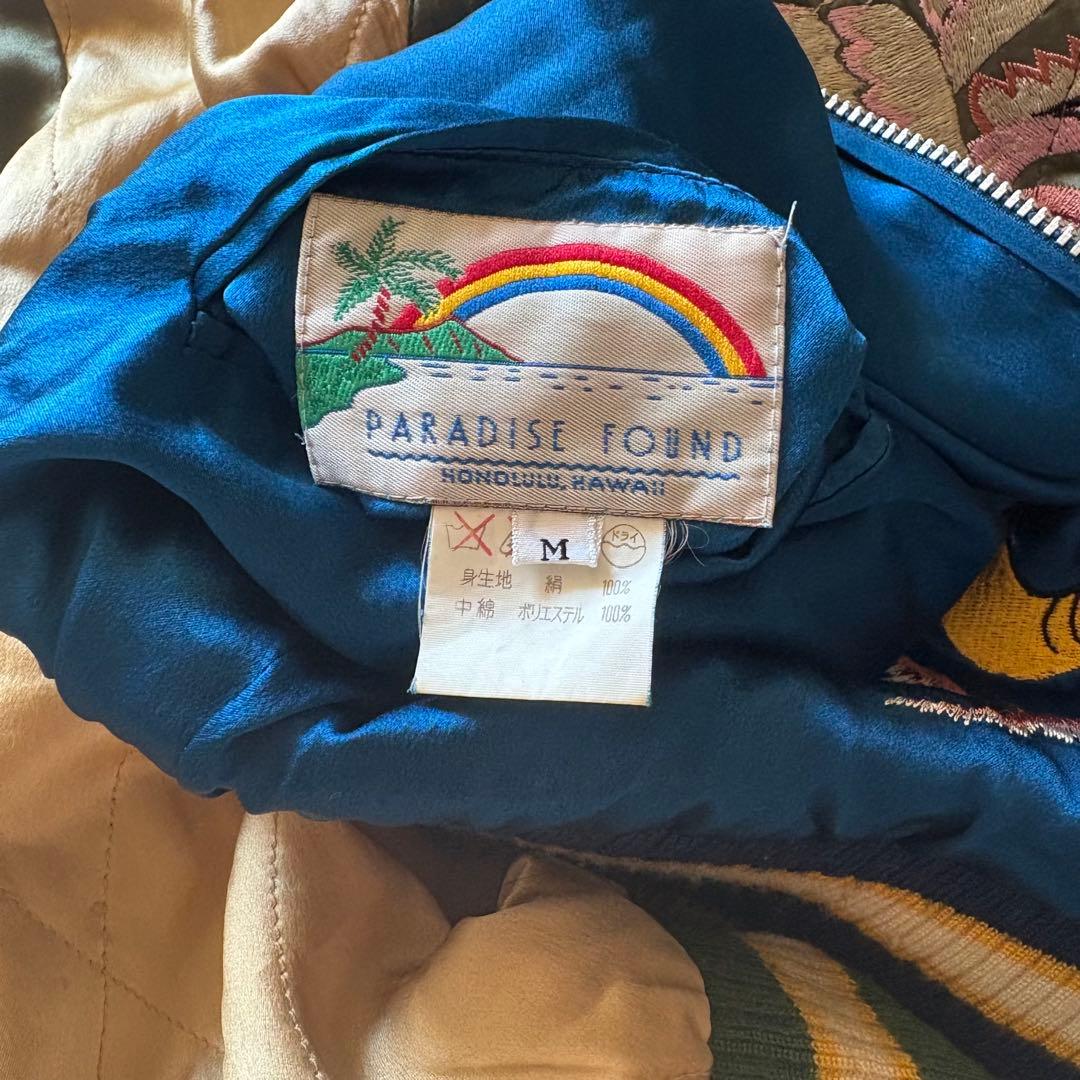 PARADISE FOUND
HONOLULU, HAWAII
M
ドライ
身生地 絹 100%
中綿 ポリエステル 100%